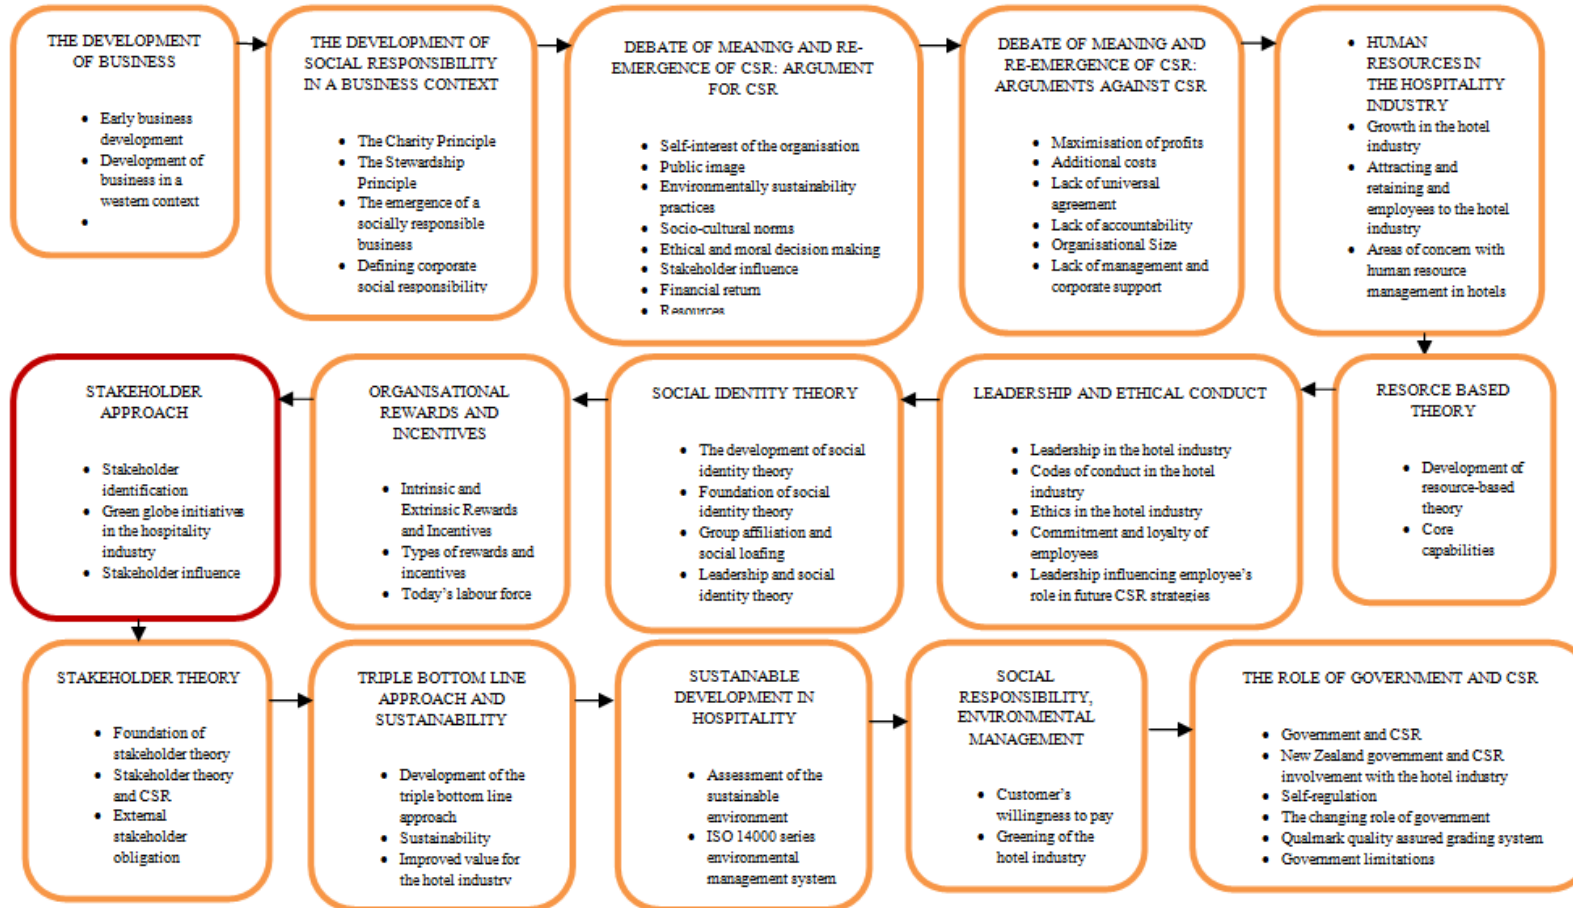 THE DEVELOPMENT
OF BUSINESS
• Early business
development
• Development of
business in a
western context
•
THE DEVELOPMENT OF
SOCIAL RESPONSIBILITY
IN A BUSINESS CONTEXT
• The Charity Principle
• The Stewardship
Principle
• The emergence of a
socially responsible
business
• Defining corporate
social responsibility
DEBATE OF MEANING AND RE-
EMERGENCE OF CSR: ARGUMENT
FOR CSR
• Self-interest of the organisation
• Public image
• Environmentally sustainability
practices
• Socio-cultural norms
• Ethical and moral decision making
• Stakeholder influence
• Financial return
• Resources
DEBATE OF MEANING AND
RE-EMERGENCE OF CSR:
ARGUMENTS AGAINST CSR
• Maximisation of profits
• Additional costs
• Lack of universal
agreement
• Lack of accountability
• Organisational Size
• Lack of management and
corporate support
• HUMAN
RESOURCES IN
THE HOSPITALITY
INDUSTRY
• Growth in the hotel
industry
• Attracting and
retaining and
employees to the hotel
industry
• Areas of concern with
human resource
management in hotels
STAKEHOLDER
APPROACH
• Stakeholder
identification
• Green globe initiatives
in the hospitality
industry
• Stakeholder influence
ORGANISATIONAL
REWARDS AND
INCENTIVES
• Intrinsic and
Extrinsic Rewards
and Incentives
• Types of rewards and
incentives
• Today's labour force
SOCIAL IDENTITY THEORY
• The development of social
identity theory
• Foundation of social
identity theory
• Group affiliation and
social loafing
• Leadership and social
identity theory
LEADERSHIP AND ETHICAL CONDUCT
• Leadership in the hotel industry
• Codes of conduct in the hotel
industry
• Ethics in the hotel industry
• Commitment and loyalty of
employees
• Leadership influencing employee's
role in future CSR strategies
RESORCE BASED
THEORY
• Development of
resource-based
theory
• Core
capabilities
STAKEHOLDER THEORY
• Foundation of
stakeholder theory
• Stakeholder theory
and CSR
• External
stakeholder
obligation
TRIPLE BOTTOM LINE
APPROACH AND
SUSTAINABILITY
• Development of the
triple bottom line
approach
• Sustainability
• Improved value for
the hotel industry
SUSTAINABLE
DEVELOPMENT IN
HOSPITALITY
• Assessment of the
sustainable
environment
• ISO 14000 series
environmental
management system
SOCIAL
RESPONSIBILITY,
ENVIRONMENTAL
MANAGEMENT
• Customer's
willingness to pay
• Greening of the
hotel industry
THE ROLE OF GOVERNMENT AND CSR
• Government and CSR
• New Zealand government and CSR
involvement with the hotel industry
• Self-regulation
• The changing role of government
• Qualmark quality assured grading system
• Government limitations